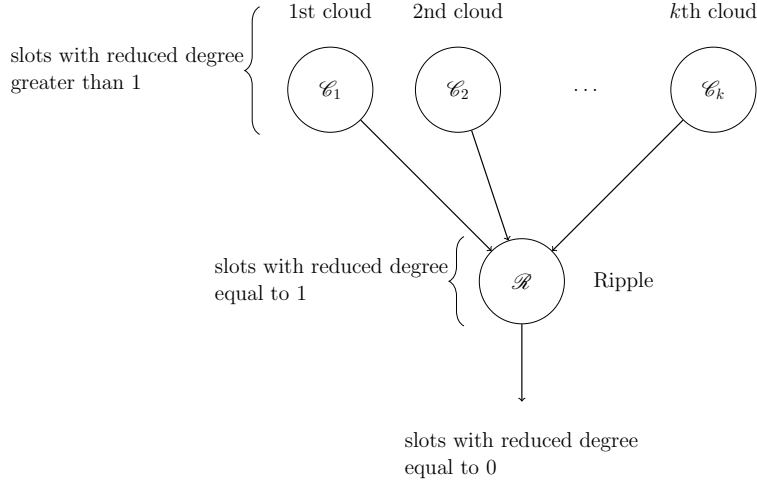 1st cloud 2nd cloud kth cloud
slots with reduced degree
greater than 1
𝒞₁ 𝒞₂ ... 𝒞ₖ
slots with reduced degree
equal to 1
ℛ Ripple
slots with reduced degree
equal to 0